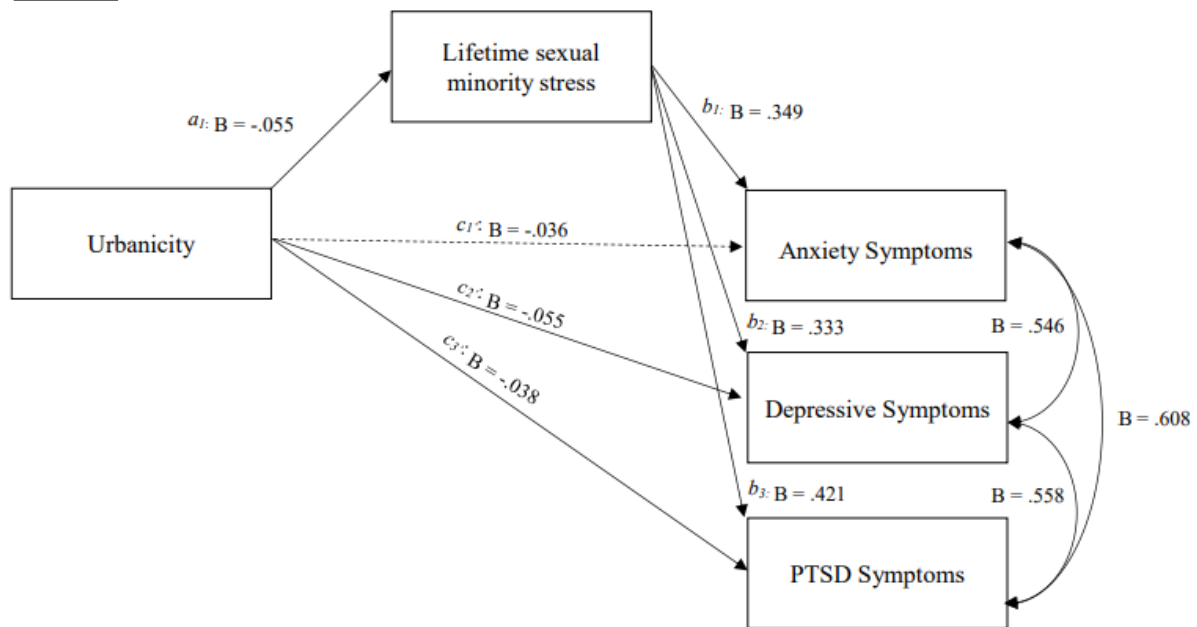 Lifetime sexual
minority stress
a1: B = -.055
b1: B = .349
Urbanicity
c1': B = -.036
Anxiety Symptoms
c2': B = -.055
b2: B = .333
B = .546
c3': B = -.038
Depressive Symptoms
B = .608
b3: B = .421
B = .558
PTSD Symptoms